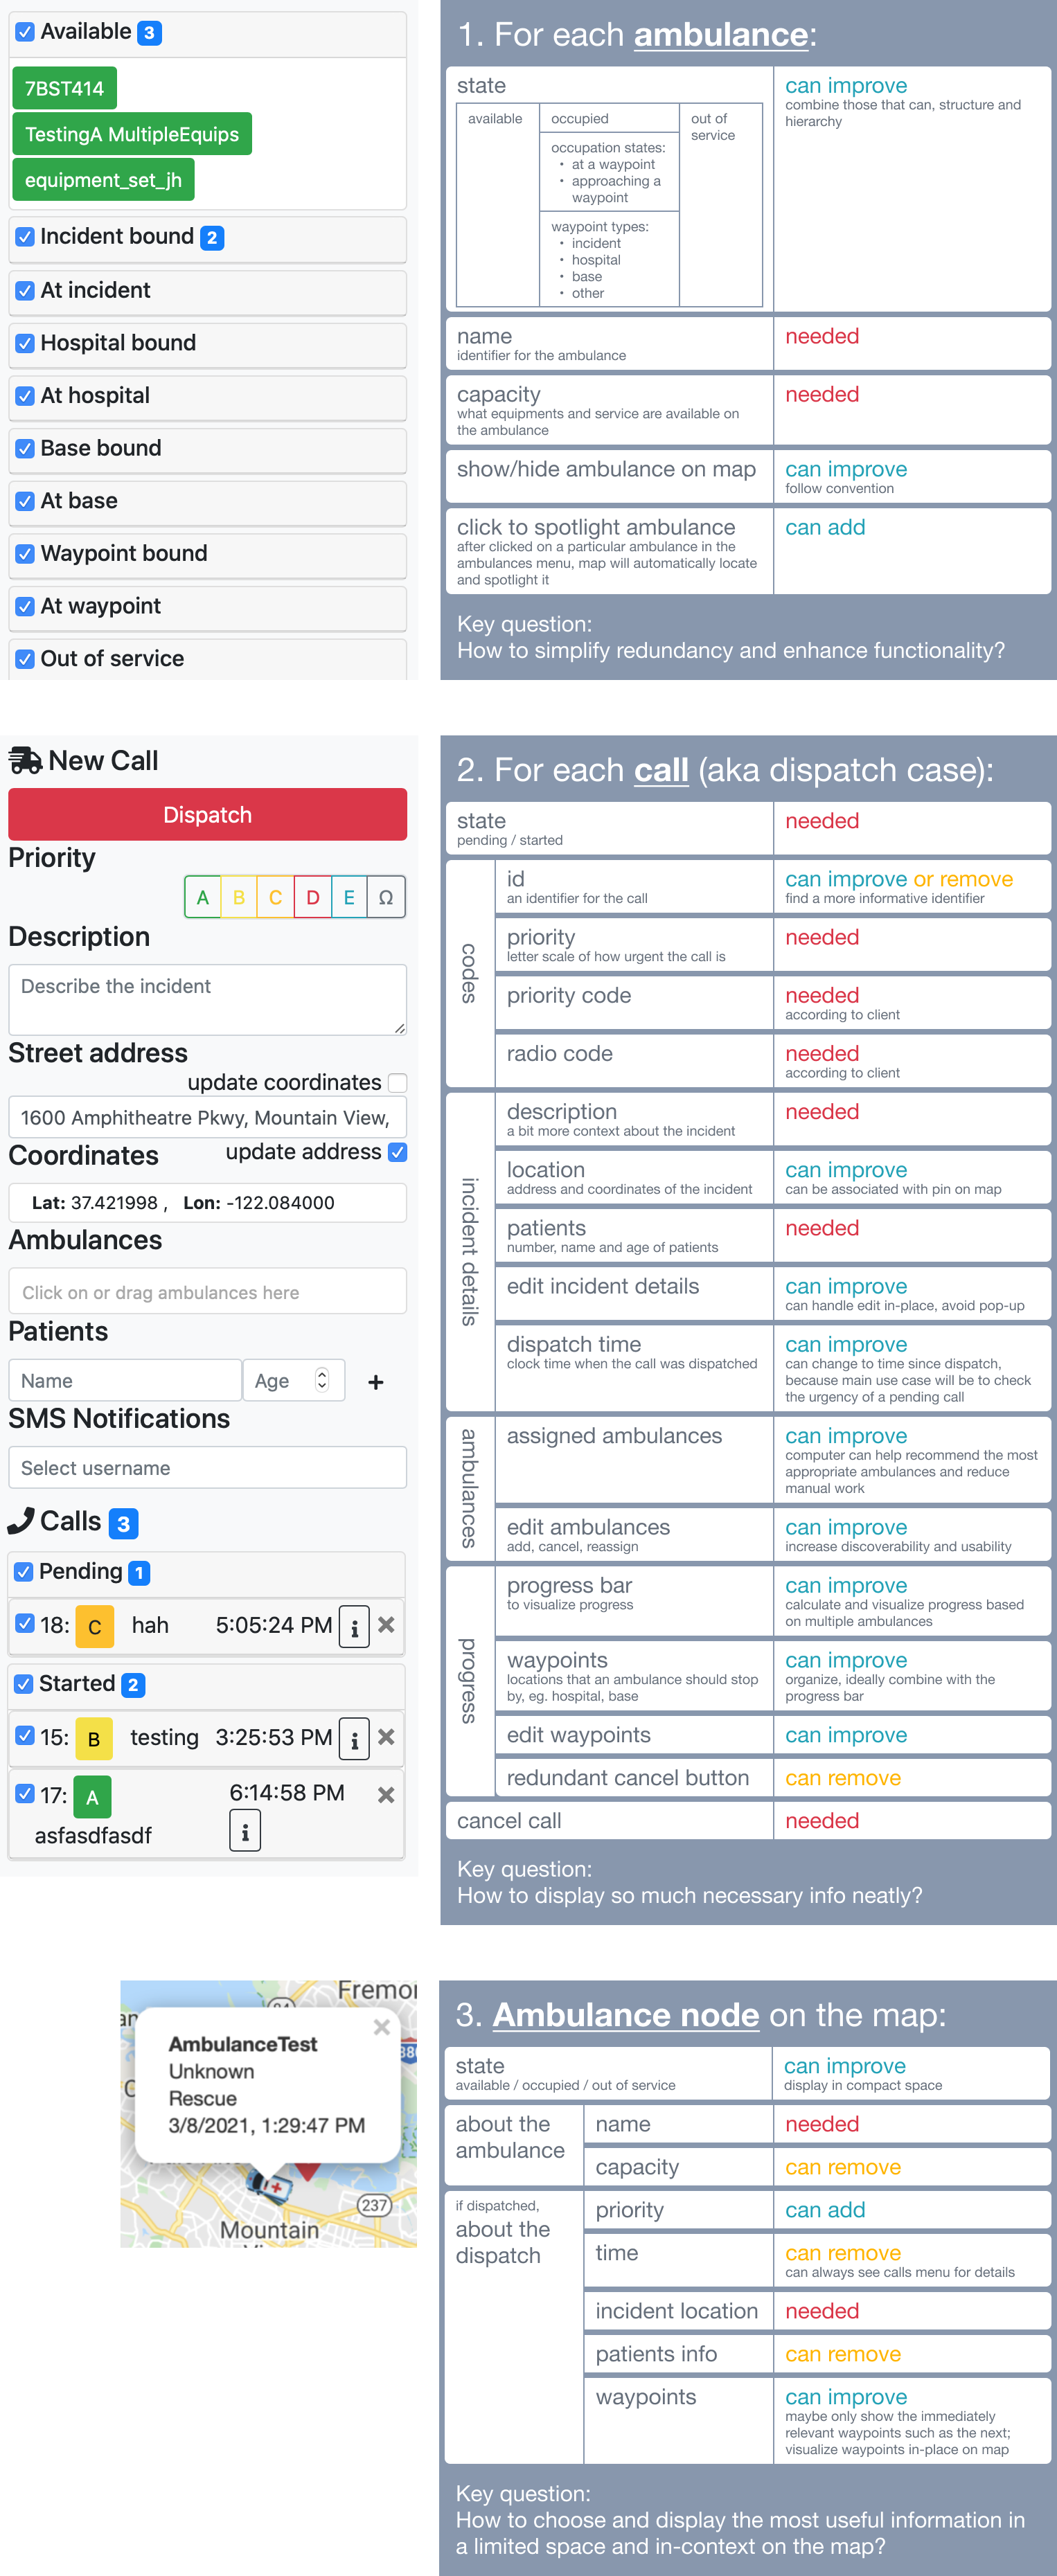 Available 3
7BST414
TestingA MultipleEquips
equipment_set_jh
Incident bound 2
At incident
Hospital bound
At hospital
Base bound
At base
Waypoint bound
At waypoint
Out of service
1. For each ambulance:
state
available
occupied
out of
service
occupation states:
• at a waypoint
• approaching a
waypoint
waypoint types:
• incident
• hospital
• base
• other
can improve
combine those that can, structure and
hierarchy
name
identifier for the ambulance
needed
capacity
what equipments and service are available on
the ambulance
needed
show/hide ambulance on map
can improve
follow convention
click to spotlight ambulance
after clicked on a particular ambulance in the
ambulances menu, map will automatically locate
and spotlight it
can add
Key question:
How to simplify redundancy and enhance functionality?
New Call
Dispatch
Priority
A B C D E Ω
Description
Describe the incident
Street address
update coordinates
1600 Amphitheatre Pkwy, Mountain View,
Coordinates
update address
Lat: 37.421998 , Lon: -122.084000
Ambulances
Click on or drag ambulances here
Patients
Name Age +
SMS Notifications
Select username
Calls 3
Pending 1
18: C hah 5:05:24 PM i ×
Started 2
15: B testing 3:25:53 PM i ×
17: A 6:14:58 PM ×
asfasdfasdf i
2. For each call (aka dispatch case):
state
pending / started
needed
codes
id
an identifier for the call
can improve or remove
find a more informative identifier
priority
letter scale of how urgent the call is
needed
priority code
needed
according to client
radio code
needed
according to client
incident details
description
a bit more context about the incident
needed
location
address and coordinates of the incident
can improve
can be associated with pin on map
patients
number, name and age of patients
needed
edit incident details
can improve
can handle edit in-place, avoid pop-up
dispatch time
clock time when the call was dispatched
can improve
can change to time since dispatch,
because main use case will be to check
the urgency of a pending call
ambulances
assigned ambulances
can improve
computer can help recommend the most
appropriate ambulances and reduce
manual work
edit ambulances
add, cancel, reassign
can improve
increase discoverability and usability
progress
progress bar
to visualize progress
can improve
calculate and visualize progress based
on multiple ambulances
waypoints
locations that an ambulance should stop
by, eg. hospital, base
can improve
organize, ideally combine with the
progress bar
edit waypoints
can improve
redundant cancel button
can remove
cancel call
needed
Key question:
How to display so much necessary info neatly?
Fremon
AmbulanceTest ×
Unknown
Rescue
3/8/2021, 1:29:47 PM
237
Mountain
3. Ambulance node on the map:
state
available / occupied / out of service
can improve
display in compact space
about the
ambulance
name
needed
capacity
can remove
if dispatched,
about the
dispatch
priority
can add
time
can remove
can always see calls menu for details
incident location
needed
patients info
can remove
waypoints
can improve
maybe only show the immediately
relevant waypoints such as the next;
visualize waypoints in-place on map
Key question:
How to choose and display the most useful information in
a limited space and in-context on the map?